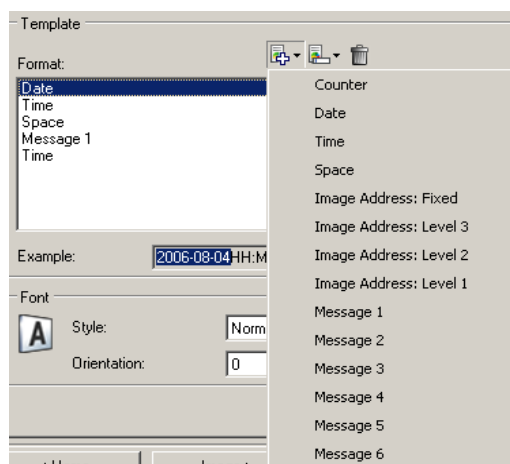 Template
Format:
Date
Time
Space
Message 1
Time
Example:
2006-08-04HH:M
Font
A
Style:
Norm
Orientation:
0
Counter
Date
Time
Space
Image Address: Fixed
Image Address: Level 3
Image Address: Level 2
Image Address: Level 1
Message 1
Message 2
Message 3
Message 4
Message 5
Message 6